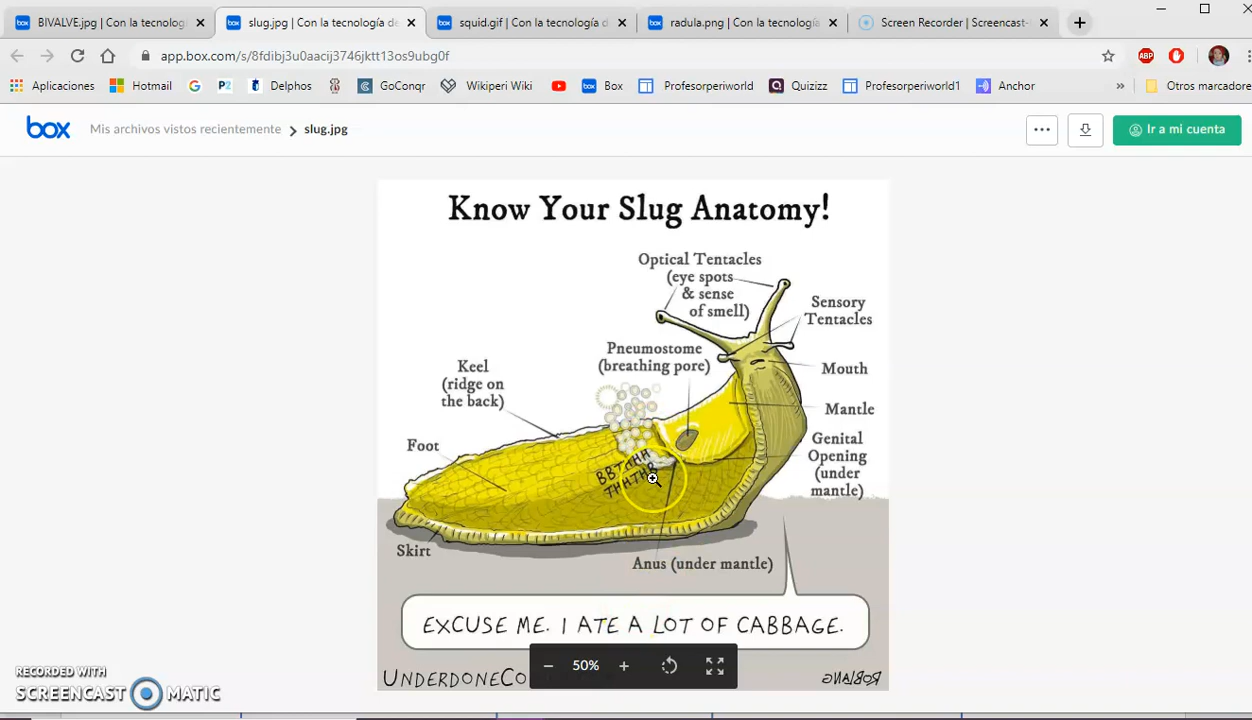 BIVALVE.jpg | Con la tecnolog
slug.jpg | Con la tecnología de
squid.gif | Con la tecnología d
radula.png | Con la tecnología
Screen Recorder | Screencast-
app.box.com/s/8fdibj3u0aacij3746jktt13os9ubg0f
ABP
Aplicaciones
Hotmail
G
P2
Delphos
GoConqr
Wikiperi Wiki
box
Box
Profesorperiworld
Quizizz
Profesorperiworld1
Anchor
»
Otros marcadore
box
Mis archivos vistos recientemente > slug.jpg
Ir a mi cuenta
Know Your Slug Anatomy!
Optical Tentacles
(eye spots
& sense
of smell)
Sensory
Tentacles
Pneumostome
(breathing pore)
Mouth
Keel
(ridge on
the back)
Mantle
Foot
Genital
Opening
(under
mantle)
Skirt
Anus (under mantle)
EXCUSE ME. I ATE A LOT OF CABBAGE.
50%
UNDERDONECO
ROBLANG
RECORDED WITH
SCREENCAST MATIC